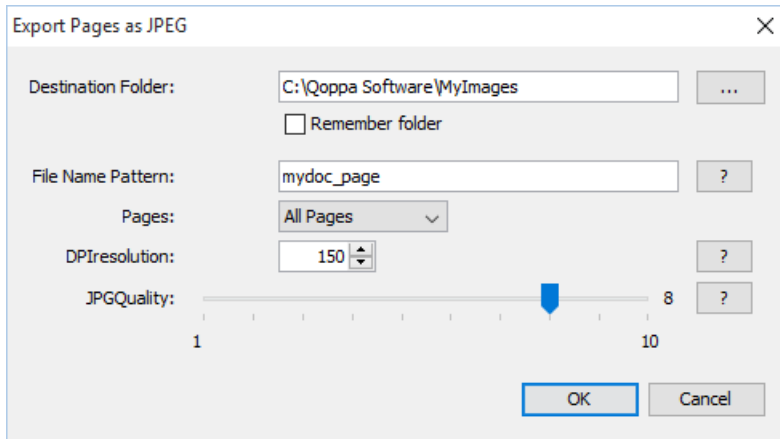 Export Pages as JPEG
Destination Folder: C:\Qoppa Software\MyImages ...
Remember folder
File Name Pattern: mydoc_page ?
Pages: All Pages
DPIresolution: 150 ?
JPGQuality: 8 ?
1 10
OK Cancel